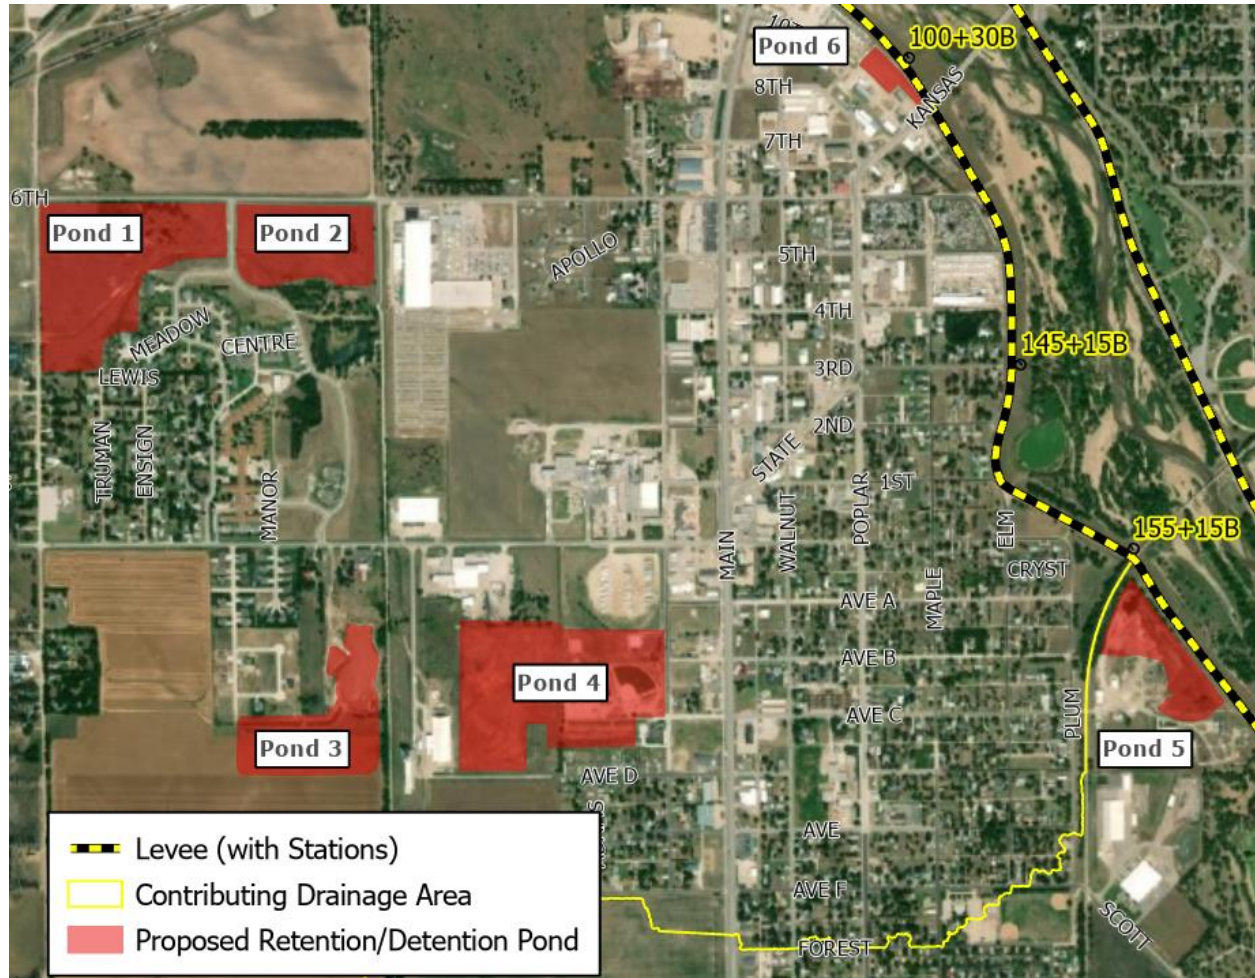 10T
Pond 6
100+30B
8TH
KANSAS
7TH
6TH
Pond 1
Pond 2
APOLLO
5TH
MEADOW
CENTRE
4TH
145+15B
LEWIS
3RD
2ND
STATE
TRUMAN
ENSIGN
MANOR
1ST
POPLAR
WALNUT
MAIN
ELM
155+15B
CRYST
AVE A
MAPLE
AVE B
Pond 4
AVE C
PLUM
Pond 3
Pond 5
AVE D
AVE
AVE F
SCOTT
FOREST
Levee (with Stations)
Contributing Drainage Area
Proposed Retention/Detention Pond